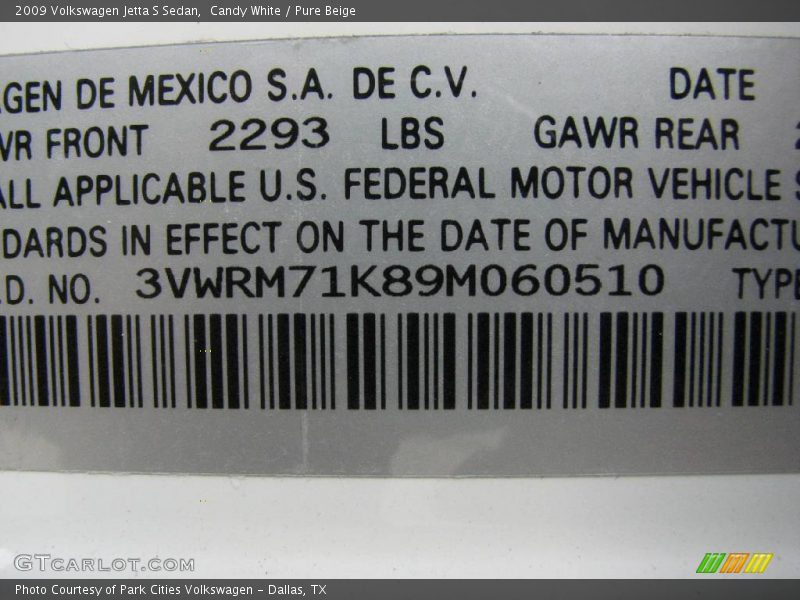 2009 Volkswagen Jetta S Sedan, Candy White / Pure Beige
AGEN DE MEXICO S.A. DE C.V. DATE
WR FRONT 2293 LBS GAWR REAR
ALL APPLICABLE U.S. FEDERAL MOTOR VEHICLE S
DARDS IN EFFECT ON THE DATE OF MANUFACTU
.D. NO. 3VWRM71K89M060510 TYPE
GTCARLOT.COM
Photo Courtesy of Park Cities Volkswagen – Dallas, TX